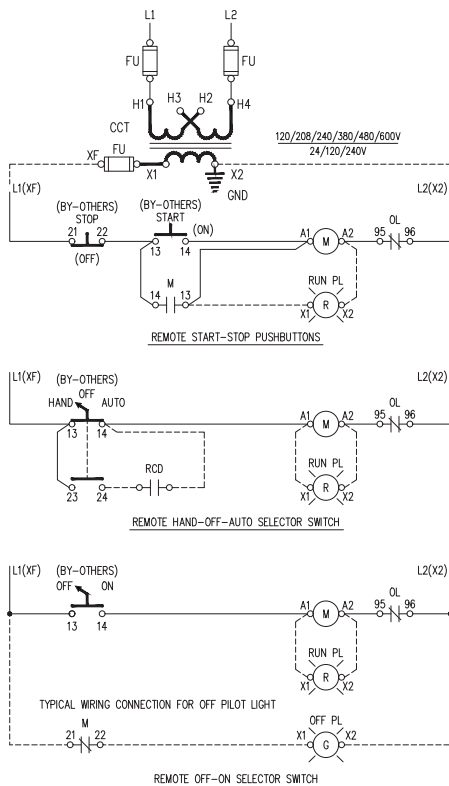 L1 L2
FU FU
H1 H3 H2 H4
CCT
120/208/240/380/480/600V
24/120/240V
XF FU X1 X2
GND
L1(XF) L2(X2)
(BY-OTHERS) (BY-OTHERS)
STOP START
21 22 (ON) A1 M A2 OL
95 96
(OFF) 13 14
M
14 13 RUN PL
X1 R X2
REMOTE START-STOP PUSHBUTTONS
L1(XF) L2(X2)
(BY-OTHERS)
OFF
HAND AUTO A1 M A2 OL
95 96
13 14
RCD RUN PL
23 24 X1 R X2
REMOTE HAND-OFF-AUTO SELECTOR SWITCH
L1(XF) L2(X2)
(BY-OTHERS)
OFF ON A1 M A2 OL
95 96
13 14
RUN PL
X1 R X2
TYPICAL WIRING CONNECTION FOR OFF PILOT LIGHT
M OFF PL
21 22 X1 G X2
REMOTE OFF-ON SELECTOR SWITCH